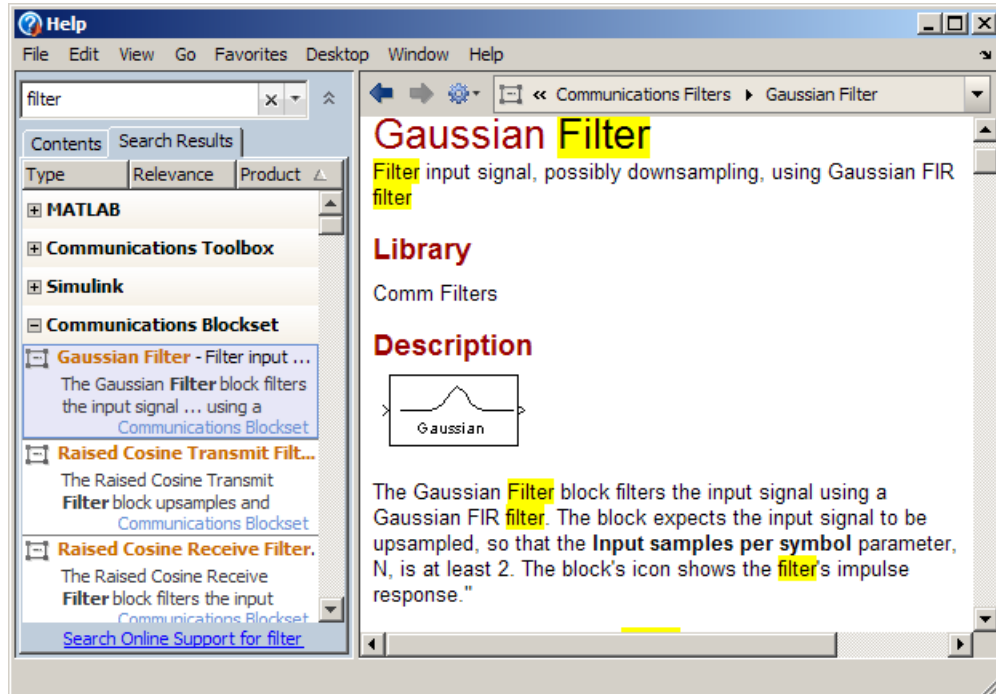 Help
File Edit View Go Favorites Desktop Window Help
filter
Contents Search Results
Type Relevance Product
MATLAB
Communications Toolbox
Simulink
Communications Blockset
Gaussian Filter - Filter input ...
The Gaussian Filter block filters
the input signal ... using a
Communications Blockset
Raised Cosine Transmit Filt...
The Raised Cosine Transmit
Filter block upsamples and
Communications Blockset
Raised Cosine Receive Filter.
The Raised Cosine Receive
Filter block filters the input
Communications Blockset
Search Online Support for filter
« Communications Filters ▸ Gaussian Filter
Gaussian Filter
Filter input signal, possibly downsampling, using Gaussian FIR
filter
Library
Comm Filters
Description
Gaussian
The Gaussian Filter block filters the input signal using a
Gaussian FIR filter. The block expects the input signal to be
upsampled, so that the Input samples per symbol parameter,
N, is at least 2. The block's icon shows the filter's impulse
response."